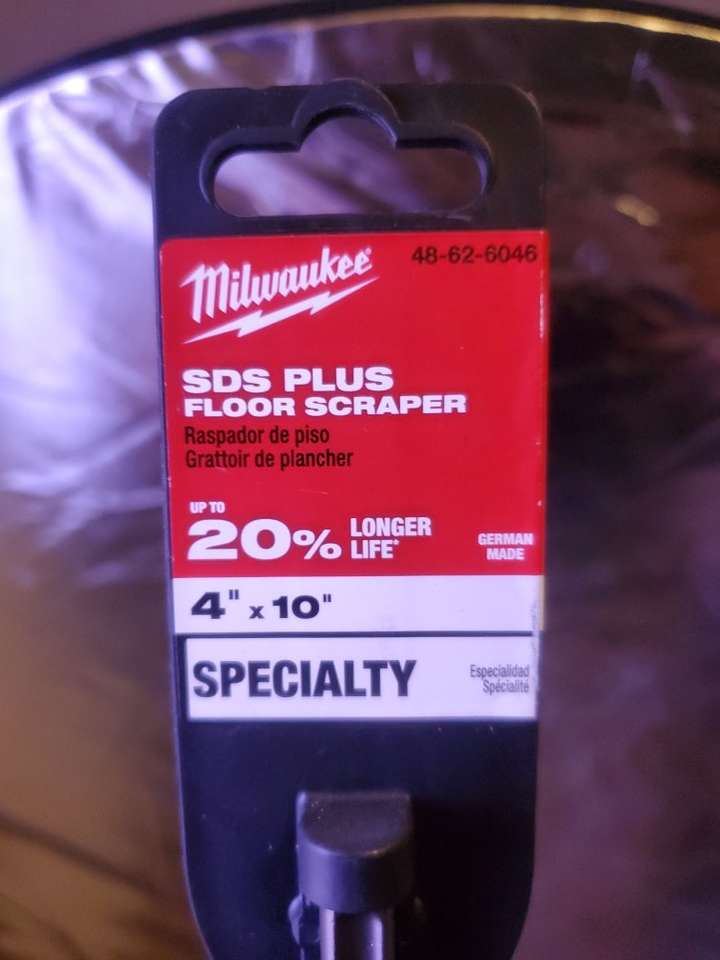 Milwaukee
48-62-6046
SDS PLUS
FLOOR SCRAPER
Raspador de piso
Grattoir de plancher
UP TO
20% LONGER LIFE*
GERMAN
MADE
4" x 10"
SPECIALTY
Especialidad
Spécialité